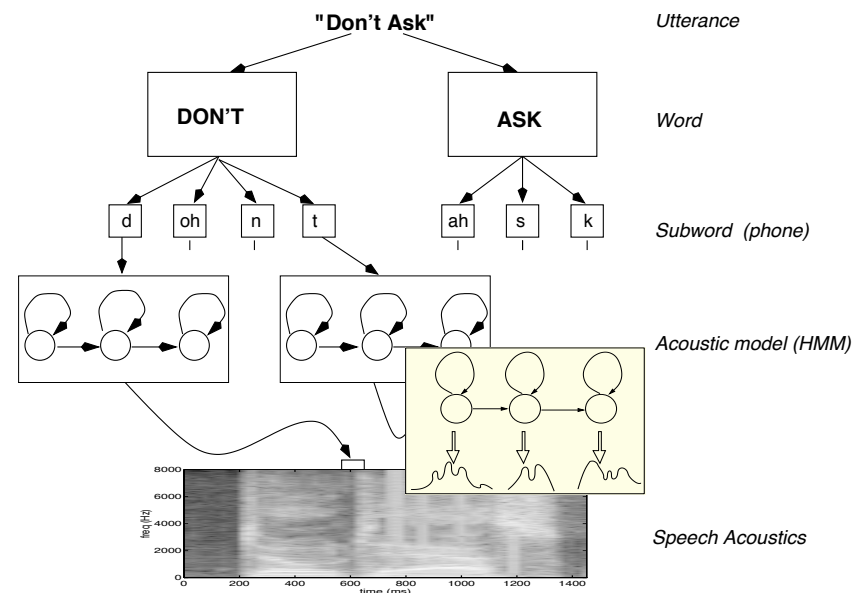 "Don't Ask"
Utterance
DON'T
ASK
Word
d
oh
n
t
ah
s
k
Subword (phone)
Acoustic model (HMM)
8000
6000
4000
2000
0
freq (Hz)
0 200 400 600 800 1000 1200 1400
time (ms)
Speech Acoustics